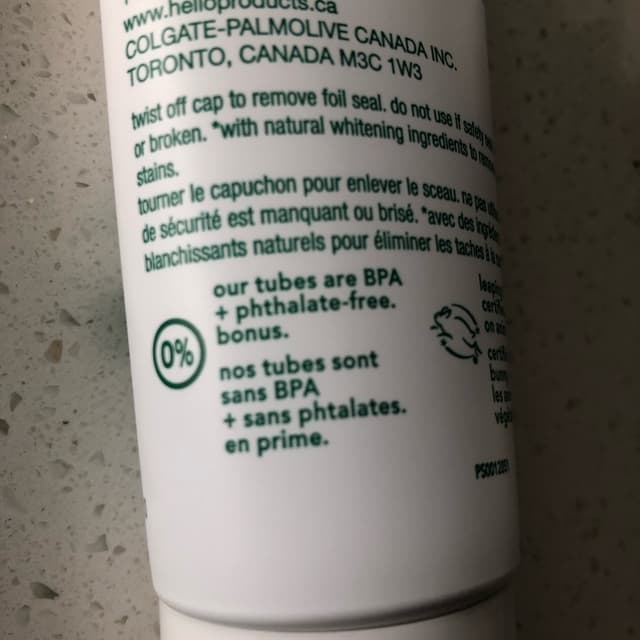 www.helloproducts.ca
COLGATE-PALMOLIVE CANADA INC.
TORONTO, CANADA M3C 1W3
twist off cap to remove foil seal. do not use if safety
or broken. *with natural whitening ingredients to
stains.
tourner le capuchon pour enlever le sceau. ne pas
de sécurité est manquant ou brisé. *avec des
blanchissants naturels pour éliminer les taches à
0%
our tubes are BPA
+ phthalate-free.
bonus.
nos tubes sont
sans BPA
+ sans phtalates.
en prime.
on
les